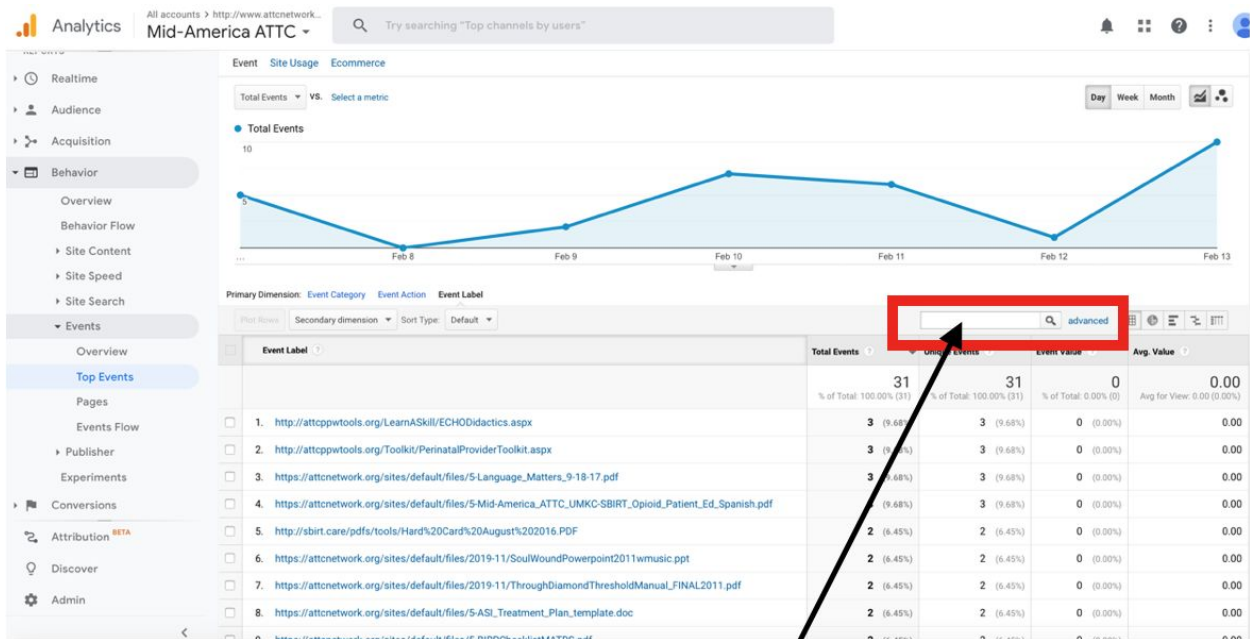 Analytics
All accounts > http://www.attcnetwork...
Mid-America ATTC
Try searching "Top channels by users"
Realtime
Audience
Acquisition
Behavior
Overview
Behavior Flow
Site Content
Site Speed
Site Search
Events
Overview
Top Events
Pages
Events Flow
Publisher
Experiments
Conversions
Attribution BETA
Discover
Admin
Event Site Usage Ecommerce
Total Events VS. Select a metric
Day Week Month
Total Events
10
5
... Feb 8 Feb 9 Feb 10 Feb 11 Feb 12 Feb 13
Primary Dimension: Event Category Event Action Event Label
Plot Rows Secondary dimension Sort Type: Default
advanced
Event Label Total Events Unique Events Event Value Avg. Value
31 31 0 0.00
% of Total: 100.00% (31) % of Total: 100.00% (31) % of Total: 0.00% (0) Avg for View: 0.00 (0.00%)
1. http://attcppwtools.org/LearnASkill/ECHODidactics.aspx 3 (9.68%) 3 (9.68%) 0 (0.00%) 0.00
2. http://attcppwtools.org/Toolkit/PerinatalProviderToolkit.aspx 3 3 (9.68%) 0 (0.00%) 0.00
3. http://attcnetwork.org/sites/default/files/5-Language_Matters_9-18-17.pdf 3 3 (9.68%) 0 (0.00%) 0.00
4. https://attcnetwork.org/sites/default/files/5-Mid-America_ATTC_UMKC-SBIRT_Opioid_Patient_Ed_Spanish.pdf (9.68%) 3 (9.68%) 0 (0.00%) 0.00
5. http://sbirt.care/pdfs/tools/Hard%20Card%20August%202016.PDF 2 (6.45%) 2 (6.45%) 0 (0.00%) 0.00
6. https://attcnetwork.org/sites/default/files/2019-11/SoulWoundPowerpoint2011wmusic.ppt 2 (6.45%) 2 (6.45%) 0 (0.00%) 0.00
7. https://attcnetwork.org/sites/default/files/2019-11/ThroughDiamondThresholdManual_FINAL2011.pdf 2 (6.45%) 2 (6.45%) 0 (0.00%) 0.00
8. https://attcnetwork.org/sites/default/files/5-ASI_Treatment_Plan_template.doc 2 (6.45%) 2 (6.45%) 0 (0.00%) 0.00